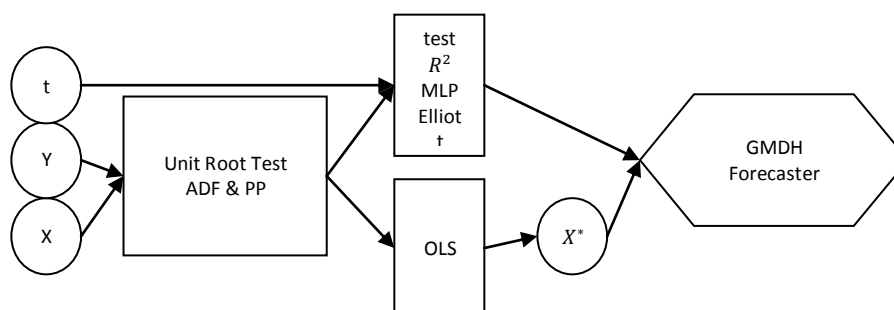 t
Y
X
Unit Root Test
ADF & PP
test
R²
MLP
Elliot
t
OLS
X*
GMDH
Forecaster